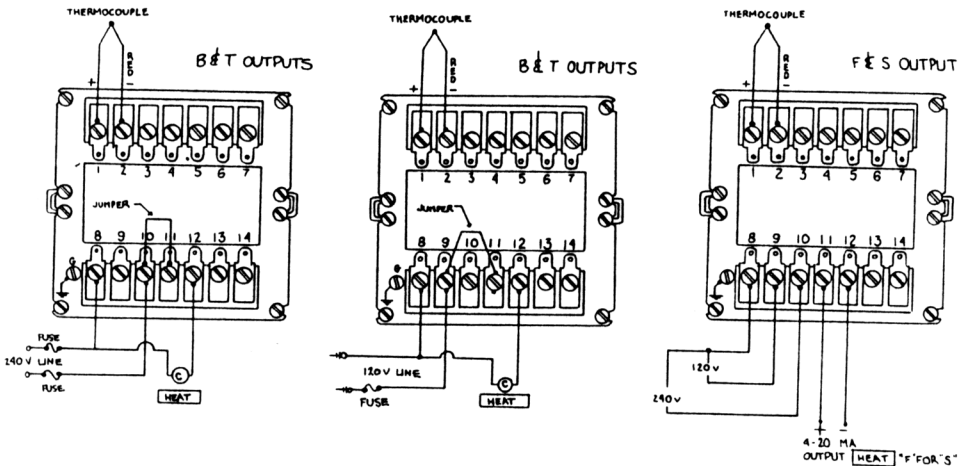 THERMOCOUPLE
RED
+ -
B & T OUTPUTS
1 2 3 4 5 6 7
JUMPER
8 9 10 11 12 13 14
G
FUSE
240 V LINE
FUSE
C
HEAT
THERMOCOUPLE
RED
+ -
B & T OUTPUTS
1 2 3 4 5 6 7
JUMPER
8 9 10 11 12 13 14
G
120V LINE
FUSE
C
HEAT
THERMOCOUPLE
RED
+ -
F & S OUTPUT
1 2 3 4 5 6 7
8 9 10 11 12 13 14
120 V
240 V
+ -
4-20 MA
OUTPUT HEAT "F'FOR"S"